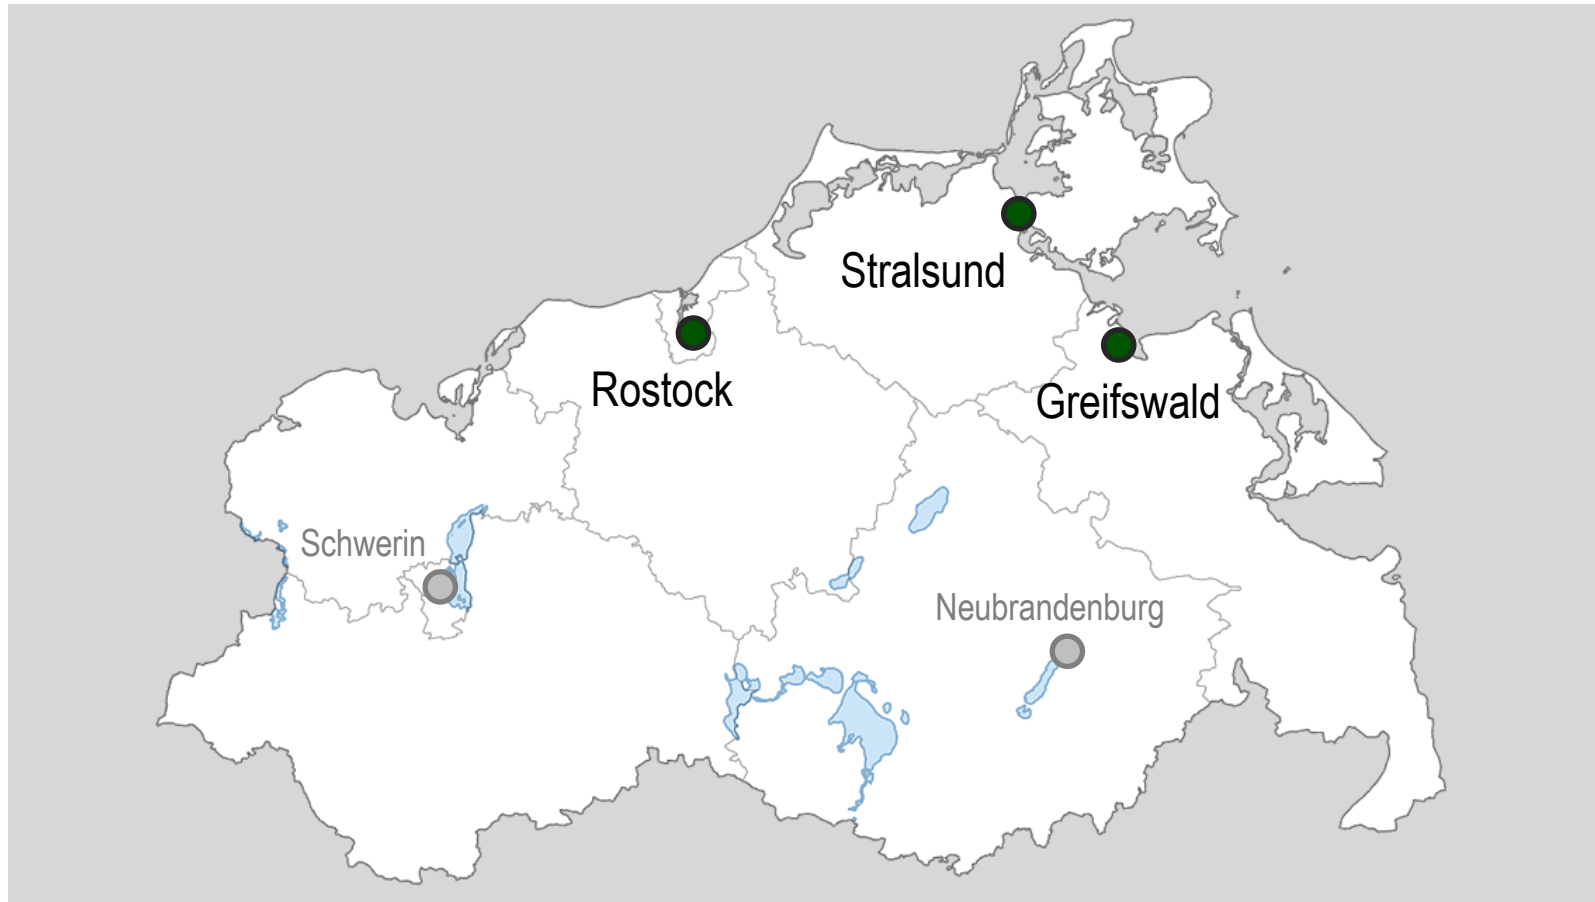 Stralsund
Rostock
Greifswald
Schwerin
Neubrandenburg